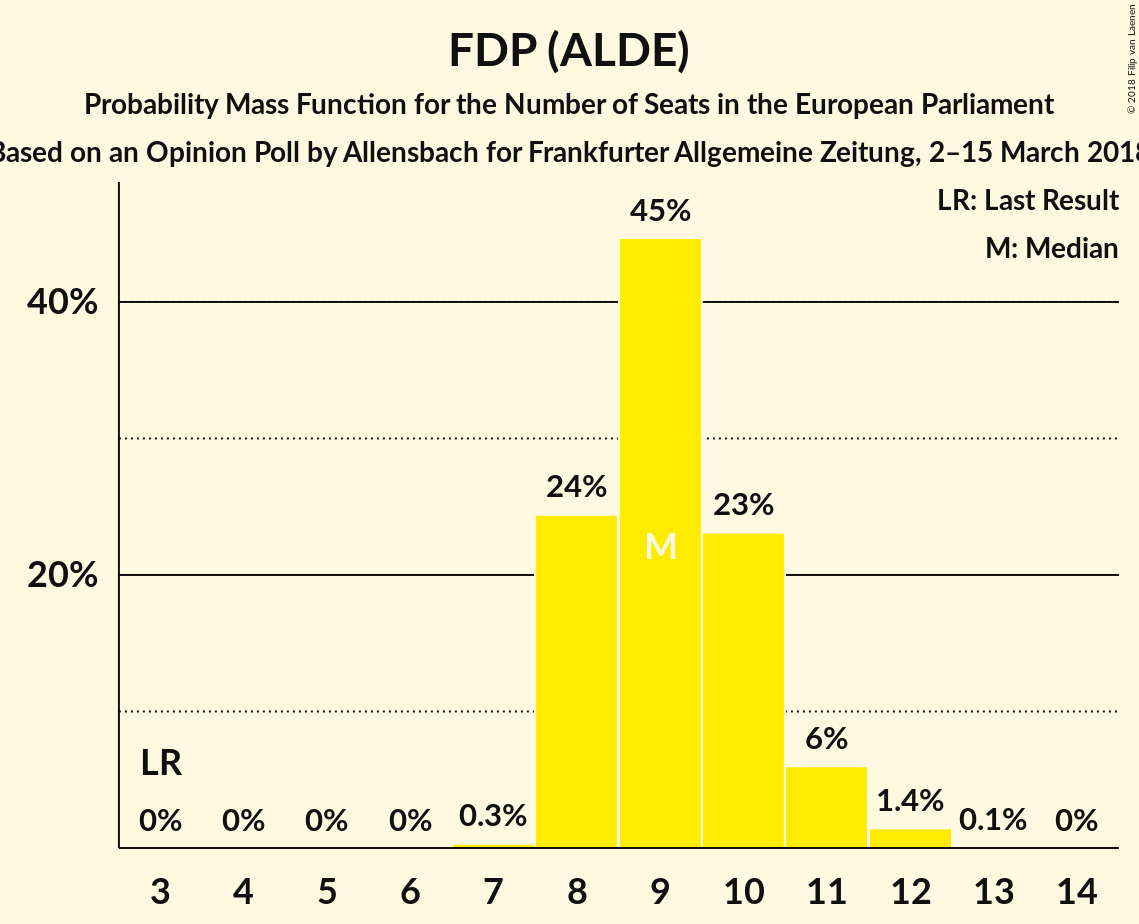 FDP (ALDE)
Probability Mass Function for the Number of Seats in the European Parliament
Based on an Opinion Poll by Allensbach for Frankfurter Allgemeine Zeitung, 2–15 March 2018
© 2018 Filip van Laenen
LR: Last Result
M: Median
45%
40%
24%
23%
M
20%
6%
LR
1.4%
0% 0% 0% 0% 0.3% 0.1% 0%
3 4 5 6 7 8 9 10 11 12 13 14